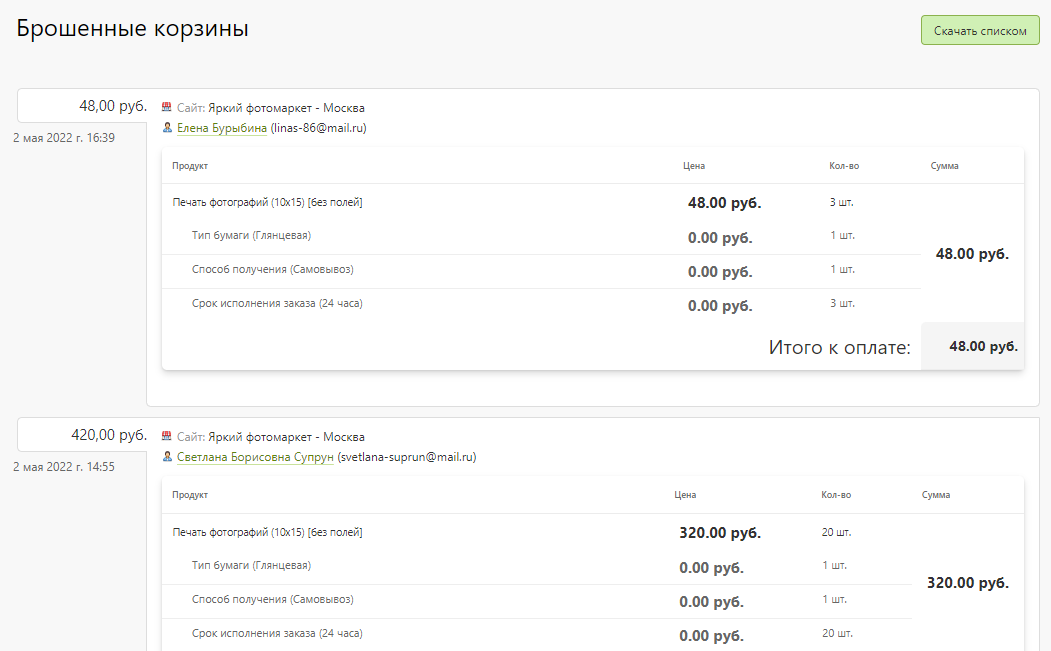 Брошенные корзины
Скачать списком
48,00 руб.
2 мая 2022 г. 16:39
Сайт: Яркий фотомаркет - Москва
Елена Бурыбина (linas-86@mail.ru)
Продукт Цена Кол-во Сумма
Печать фотографий (10х15) [без полей] 48.00 руб. 3 шт.
Тип бумаги (Глянцевая) 0.00 руб. 1 шт.
48.00 руб.
Способ получения (Самовывоз) 0.00 руб. 1 шт.
Срок исполнения заказа (24 часа) 0.00 руб. 3 шт.
Итого к оплате: 48.00 руб.
420,00 руб.
2 мая 2022 г. 14:55
Сайт: Яркий фотомаркет - Москва
Светлана Борисовна Супрун (svetlana-suprun@mail.ru)
Продукт Цена Кол-во Сумма
Печать фотографий (10х15) [без полей] 320.00 руб. 20 шт.
Тип бумаги (Глянцевая) 0.00 руб. 1 шт.
320.00 руб.
Способ получения (Самовывоз) 0.00 руб. 1 шт.
Срок исполнения заказа (24 часа) 0.00 руб. 20 шт.